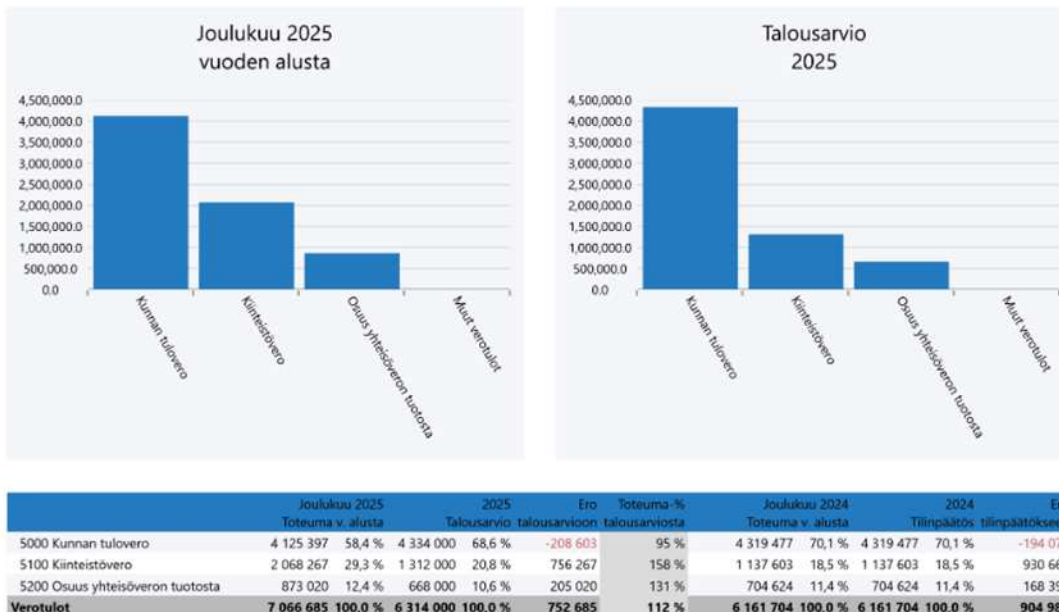 Joulukuu 2025
vuoden alusta
4,500,000.0
4,000,000.0
3,500,000.0
3,000,000.0
2,500,000.0
2,000,000.0
1,500,000.0
1,000,000.0
500,000.0
0.0
Kunnan tulovero
Kiinteistövero
Osuus yhteisöveron tuotosta
Muut verotulot
Talousarvio
2025
4,500,000.0
4,000,000.0
3,500,000.0
3,000,000.0
2,500,000.0
2,000,000.0
1,500,000.0
1,000,000.0
500,000.0
0.0
Kunnan tulovero
Kiinteistövero
Osuus yhteisöveron tuotosta
Muut verotulot
Joulukuu 2025 2025 Ero Toteuma-% Joulukuu 2024 2024
Toteuma v. alusta Talousarvio talousarvioon talousarviosta Toteuma v. alusta Tilinpäätös
5000 Kunnan tulovero 4 125 397 58,4 % 4 334 000 68,6 % -208 603 95 % 4 319 477 70,1 % 4 319 477 70,1 %
5100 Kiinteistövero 2 068 267 29,3 % 1 312 000 20,8 % 756 267 158 % 1 137 603 18,5 % 1 137 603 18,5 %
5200 Osuus yhteisöveron tuotosta 873 020 12,4 % 668 000 10,6 % 205 020 131 % 704 624 11,4 % 704 624 11,4 %
Verotulot 7 066 685 100,0 % 6 314 000 100,0 % 752 685 112 % 6 161 704 100,0 % 6 161 704 100,0 %